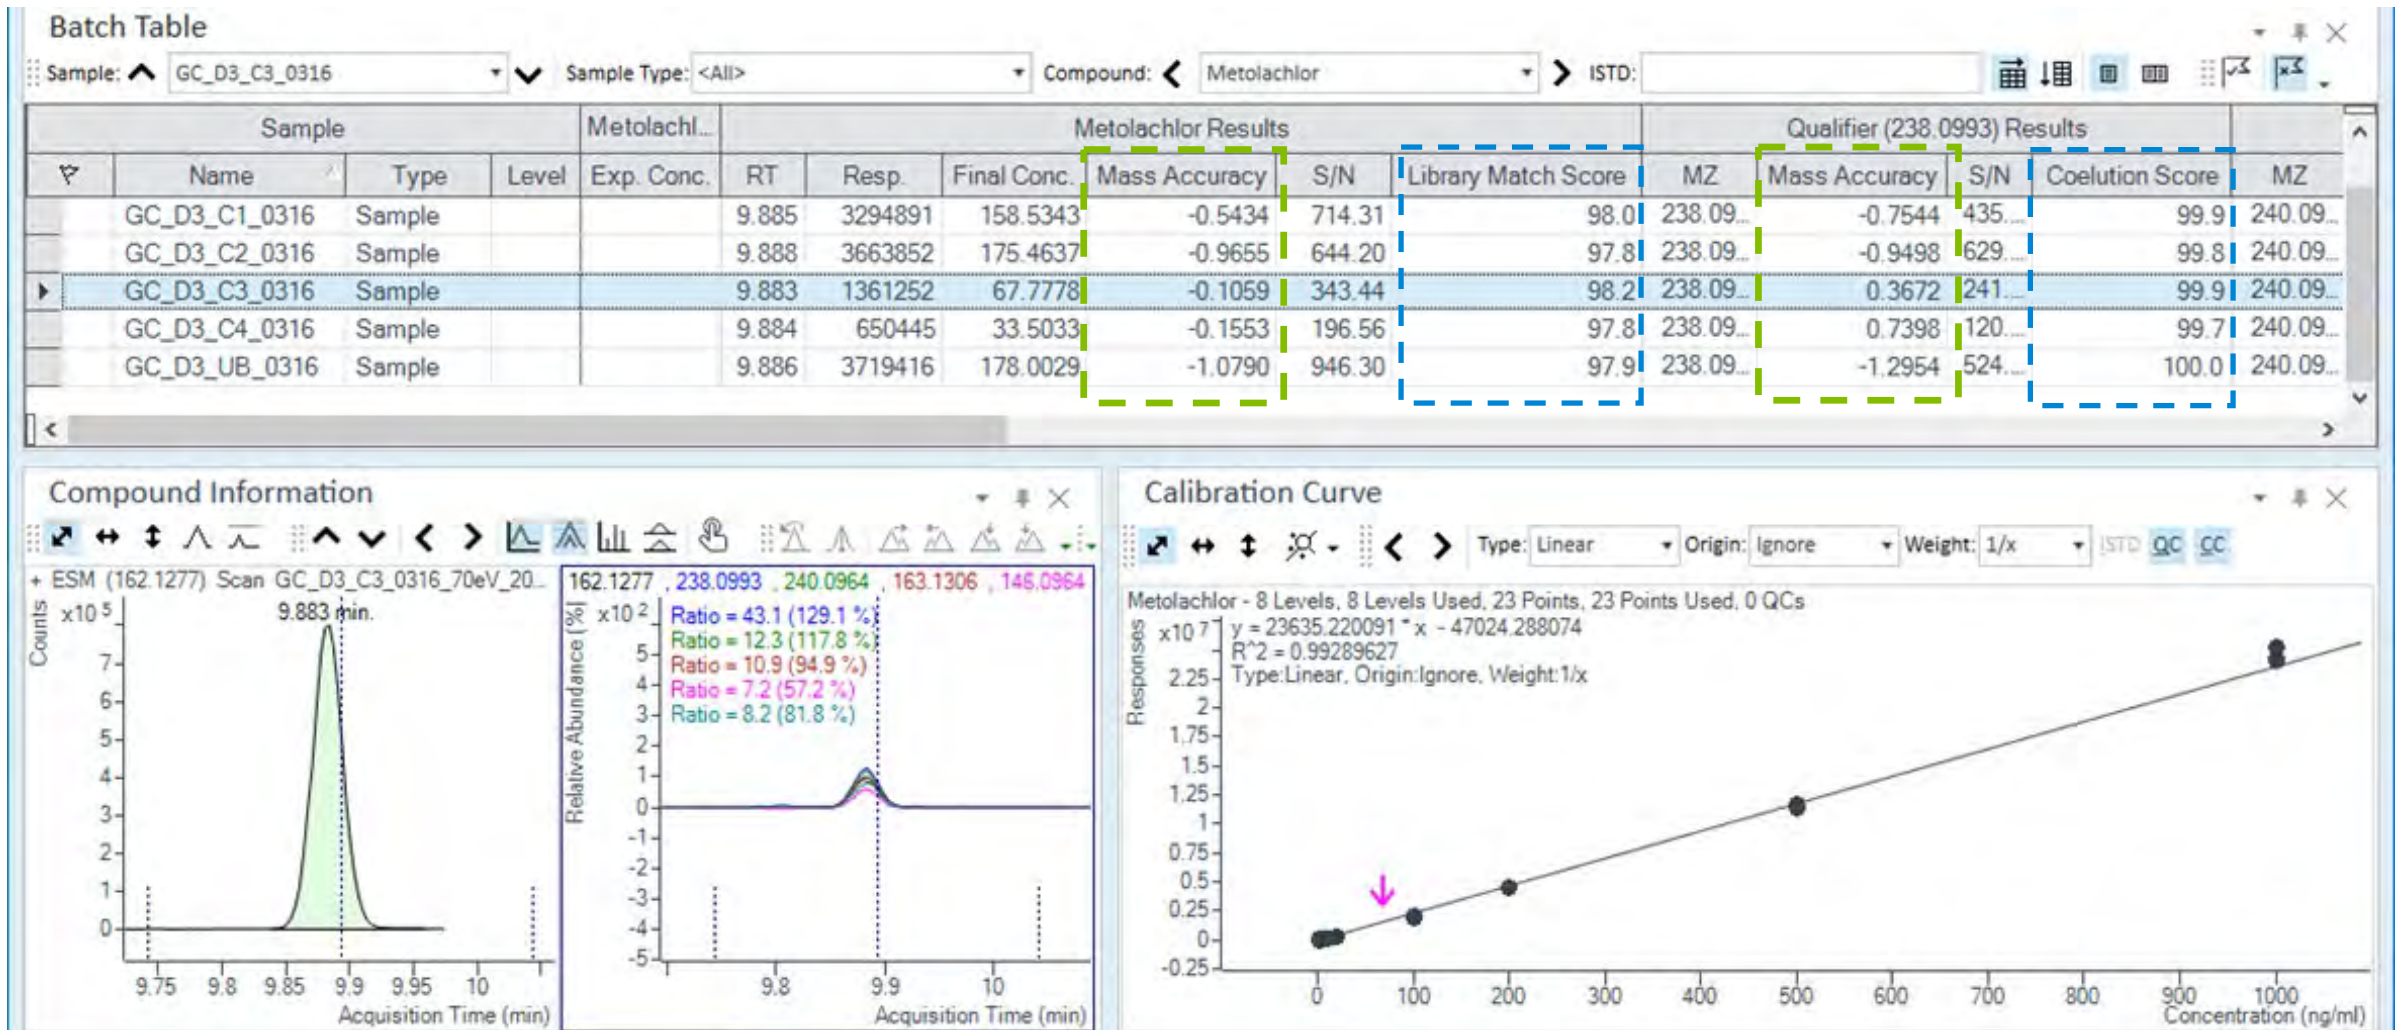 Batch Table
Sample: GC_D3_C3_0316 Sample Type: <All> Compound: Metolachlor ISTD:
Sample Metolachl... Metolachlor Results Qualifier (238.0993) Results
Name Type Level Exp. Conc. RT Resp. Final Conc. Mass Accuracy S/N Library Match Score MZ Mass Accuracy S/N Coelution Score MZ
GC_D3_C1_0316 Sample 9.885 3294891 158.5343 -0.5434 714.31 98.0 238.09... -0.7544 435.... 99.9 240.09...
GC_D3_C2_0316 Sample 9.888 3663852 175.4637 -0.9655 644.20 97.8 238.09... -0.9498 629.... 99.8 240.09...
GC_D3_C3_0316 Sample 9.883 1361252 67.7778 -0.1059 343.44 98.2 238.09... 0.3672 241.... 99.9 240.09...
GC_D3_C4_0316 Sample 9.884 650445 33.5033 -0.1553 196.56 97.8 238.09... 0.7398 120.... 99.7 240.09...
GC_D3_UB_0316 Sample 9.886 3719416 178.0029 -1.0790 946.30 97.9 238.09... -1.2954 524.... 100.0 240.09...
Compound Information
+ ESM (162.1277) Scan GC_D3_C3_0316_70eV_20...
Counts
x10 5
9.883 min.
7
6
5
4
3
2
1
0
9.75 9.8 9.85 9.9 9.95 10
Acquisition Time (min)
162.1277 , 238.0993 , 240.0964 , 163.1306 , 146.0964
Relative Abundance (%)
x10 2
Ratio = 43.1 (129.1 %)
Ratio = 12.3 (117.8 %)
Ratio = 10.9 (94.9 %)
Ratio = 7.2 (57.2 %)
Ratio = 8.2 (81.8 %)
5
4
3
2
1
0
-1
-2
-3
-4
-5
9.8 9.9 10
Acquisition Time (min)
Calibration Curve
Type: Linear Origin: Ignore Weight: 1/x ISTD QC CC
Metolachlor - 8 Levels, 8 Levels Used, 23 Points, 23 Points Used, 0 QCs
Responses
x10 7
y = 23635.220091 * x - 47024.288074
R^2 = 0.99289627
Type:Linear, Origin:Ignore, Weight:1/x
2.25
2
1.75
1.5
1.25
1
0.75
0.5
0.25
0
-0.25
0 100 200 300 400 500 600 700 800 900 1000
Concentration (ng/ml)